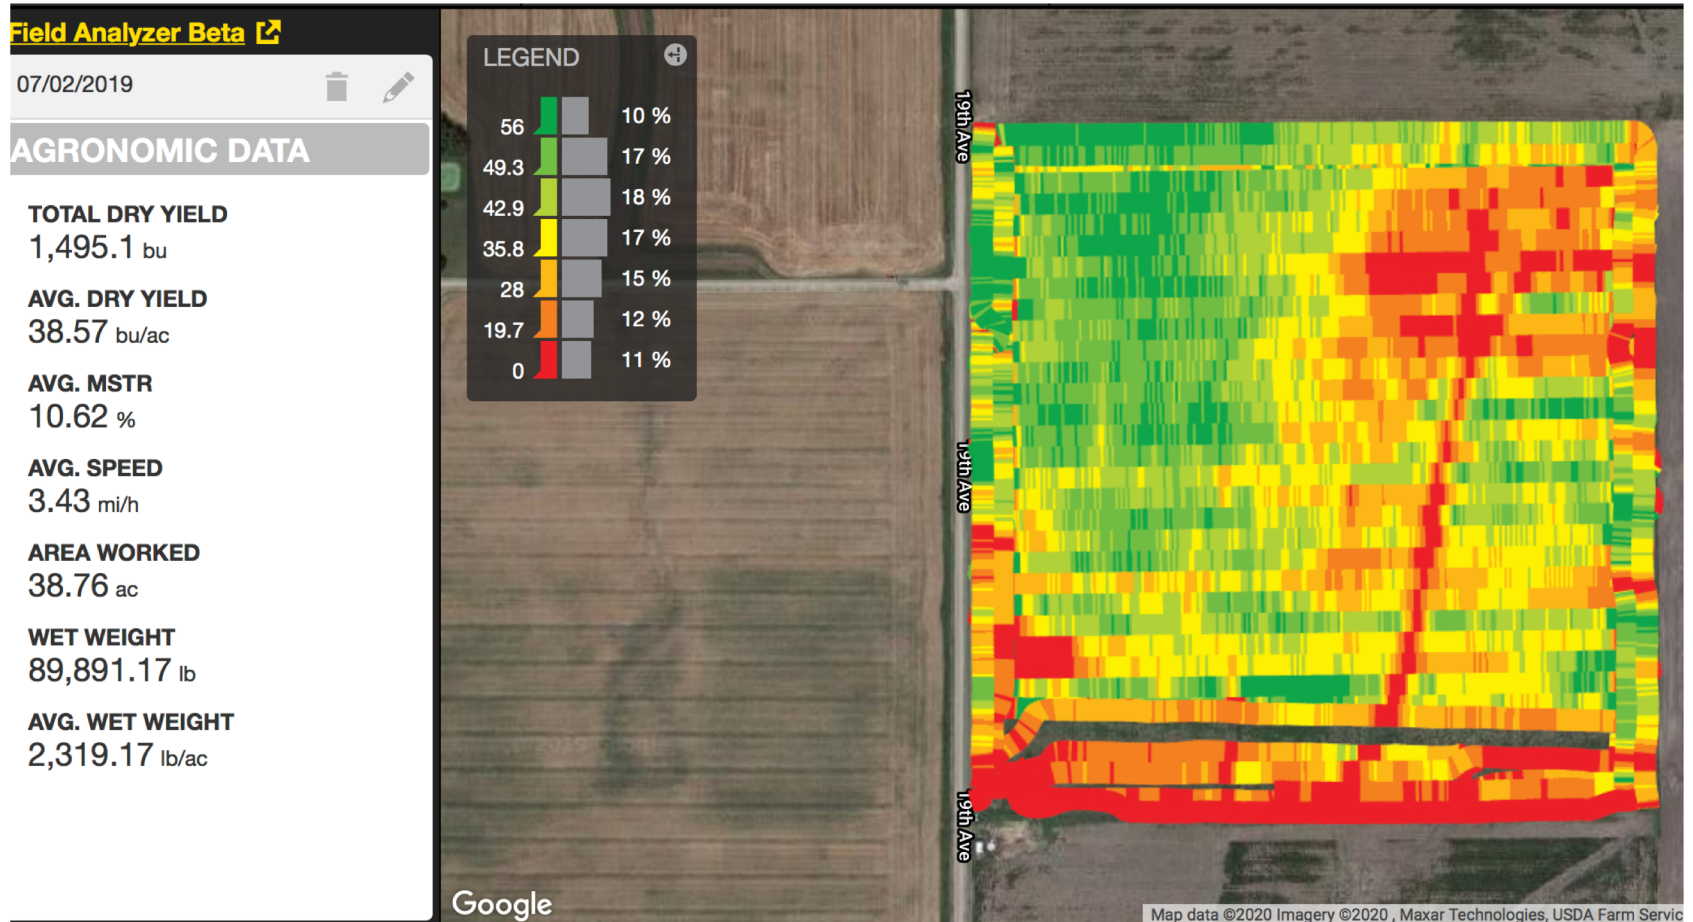 Field Analyzer Beta
07/02/2019
AGRONOMIC DATA
TOTAL DRY YIELD
1,495.1 bu
AVG. DRY YIELD
38.57 bu/ac
AVG. MSTR
10.62 %
AVG. SPEED
3.43 mi/h
AREA WORKED
38.76 ac
WET WEIGHT
89,891.17 lb
AVG. WET WEIGHT
2,319.17 lb/ac
LEGEND
56 10 %
49.3 17 %
42.9 18 %
35.8 17 %
28 15 %
19.7 12 %
0 11 %
19th Ave
19th Ave
19th Ave
Google
Map data ©2020 Imagery ©2020 , Maxar Technologies, USDA Farm Servic